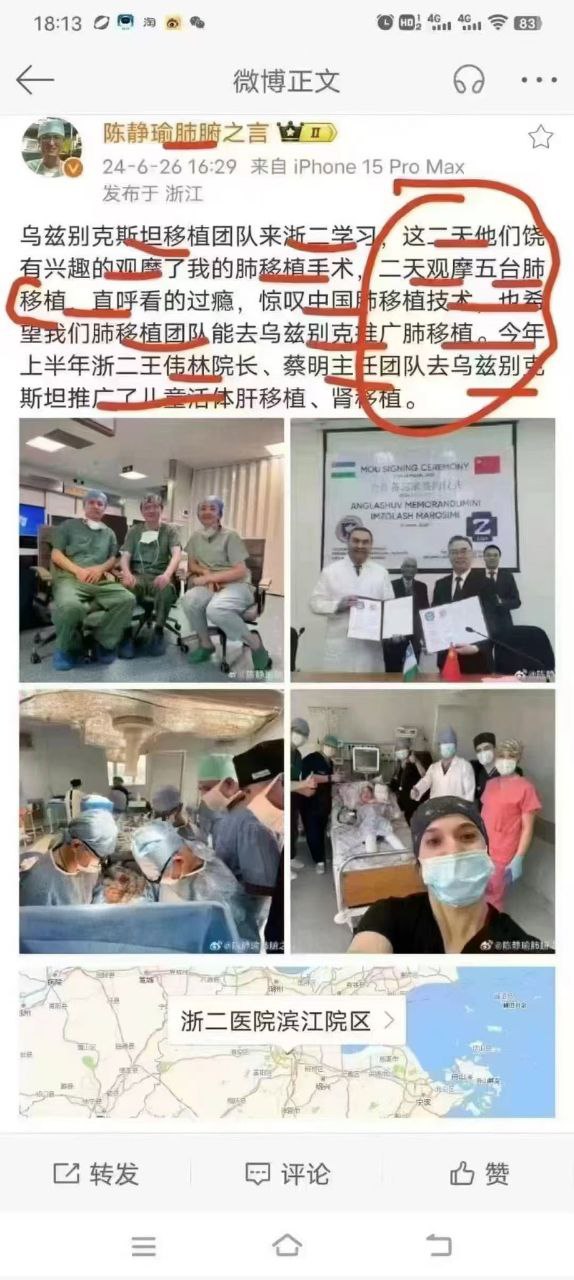 18:13
淘
HD
4G
4G
83
微博正文
陈静瑜肺腑之言
II
24-6-26 16:29 来自 iPhone 15 Pro Max
发布于 浙江
乌兹别克斯坦移植团队来浙二学习，这二天他们饶
有兴趣的观摩了我的肺移植手术，二天观摩五台肺
移植，直呼看的过瘾，惊叹中国肺移植技术，也希
望我们肺移植团队能去乌兹别克推广肺移植。今年
上半年浙二王伟林院长、蔡明主任团队去乌兹别克
斯坦推广了儿童活体肝移植、肾移植。
MOU SIGNING CEREMONY
ANGLASHUV MEMORANDUMINI
IMZOLASH MAROSIMI
浙二医院滨江院区
转发
评论
赞